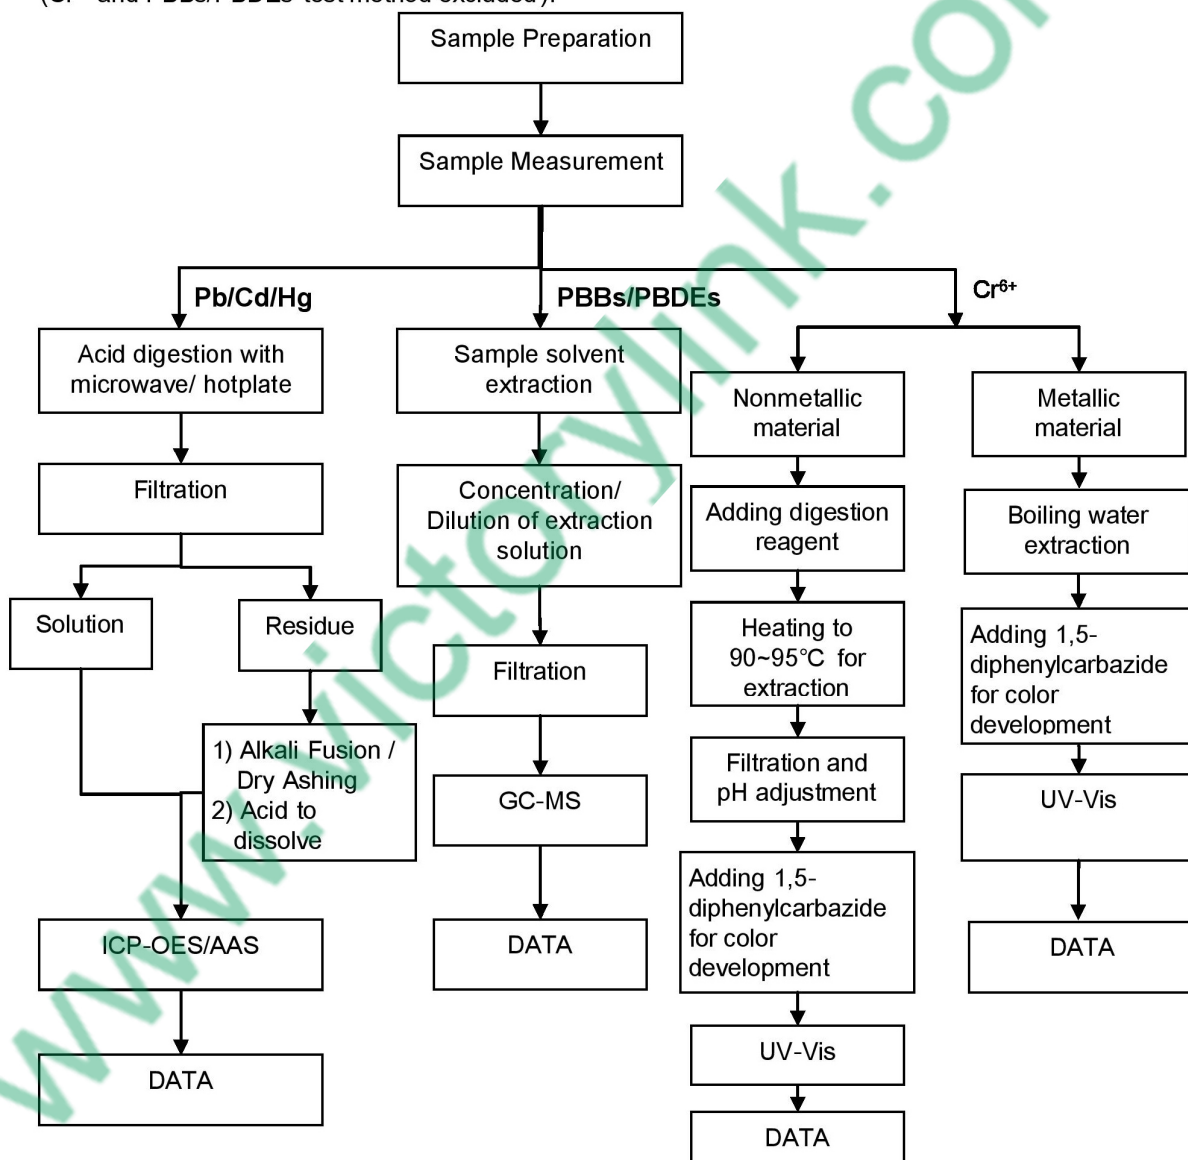 Sample Preparation
Sample Measurement
Pb/Cd/Hg
PBBs/PBDEs
Cr6+
Acid digestion with
microwave/ hotplate
Filtration
Solution
Residue
1) Alkali Fusion /
Dry Ashing
2) Acid to
dissolve
ICP-OES/AAS
DATA
Sample solvent
extraction
Concentration/
Dilution of extraction
solution
Filtration
GC-MS
DATA
Nonmetallic
material
Adding digestion
reagent
Heating to
90~95℃ for
extraction
Filtration and
pH adjustment
Adding 1,5-
diphenylcarbazide
for color
development
UV-Vis
DATA
Metallic
material
Boiling water
extraction
Adding 1,5-
diphenylcarbazide
for color
development
UV-Vis
DATA
www.victorylink.co